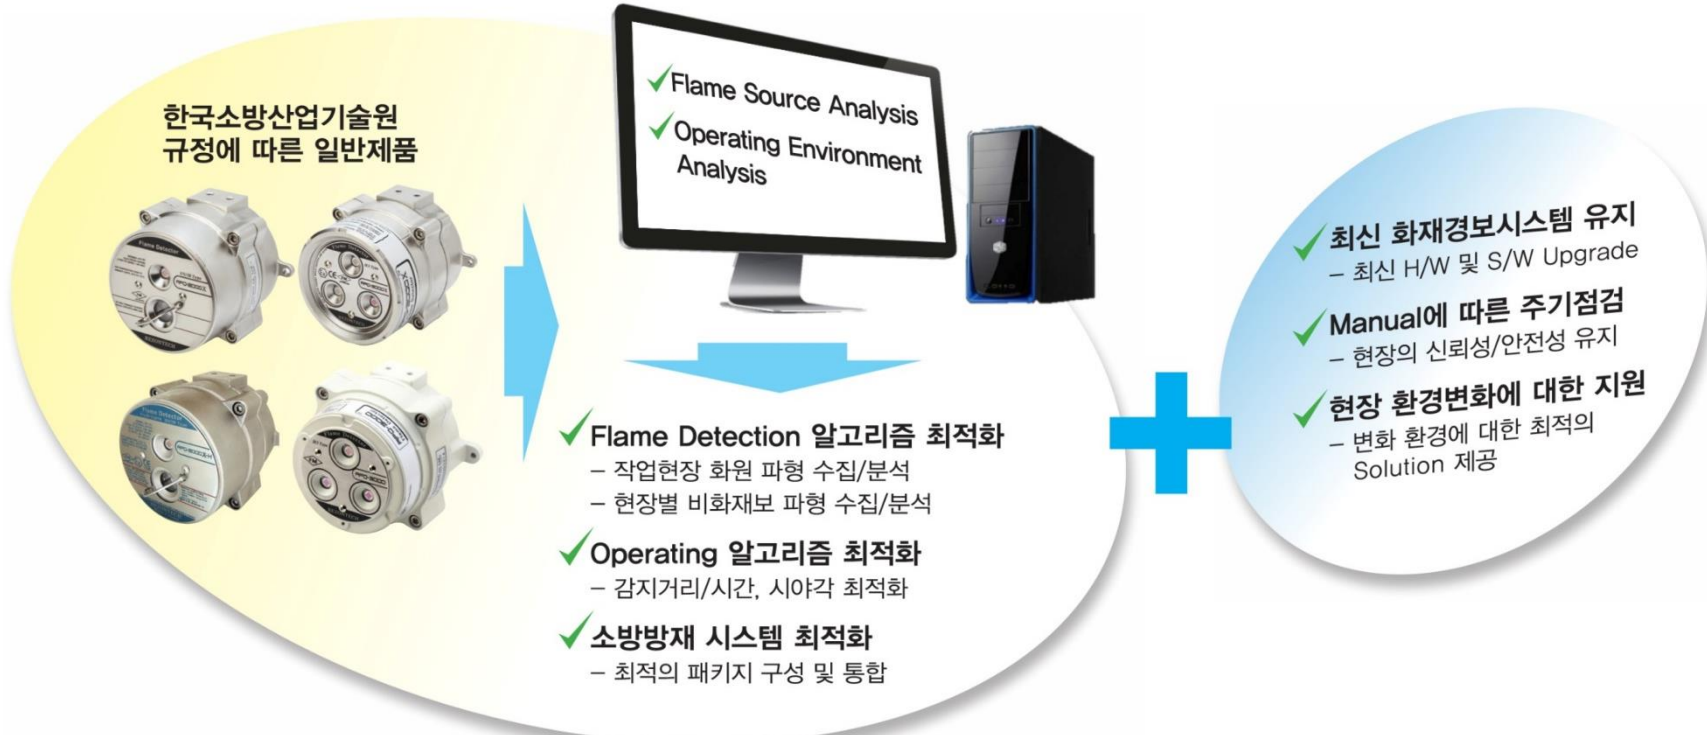 한국소방산업기술원
규정에 따른 일반제품
Flame Detector
Flame Detector
Flame Source Analysis
Operating Environment
Analysis
Flame Detection 알고리즘 최적화
– 작업현장 화원 파형 수집/분석
– 현장별 비화재보 파형 수집/분석
Operating 알고리즘 최적화
– 감지거리/시간, 시야각 최적화
소방방재 시스템 최적화
– 최적의 패키지 구성 및 통합
최신 화재경보시스템 유지
– 최신 H/W 및 S/W Upgrade
Manual에 따른 주기점검
– 현장의 신뢰성/안전성 유지
현장 환경변화에 대한 지원
– 변화 환경에 대한 최적의
Solution 제공